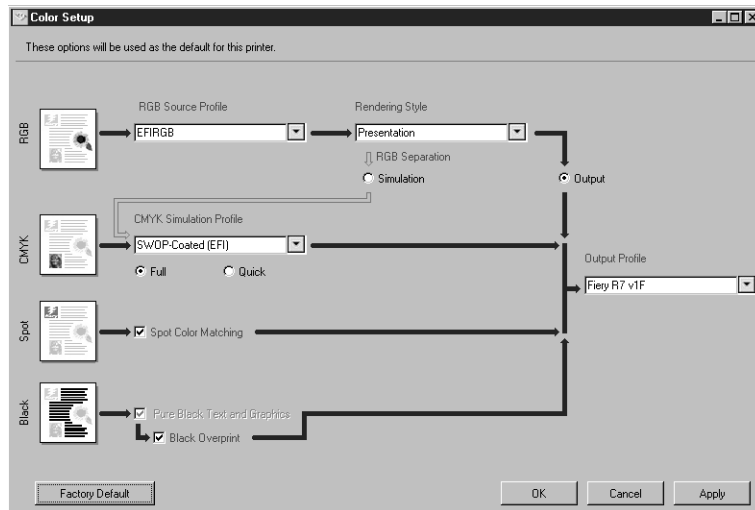 Color Setup
These options will be used as the default for this printer.
RGB
RGB Source Profile
EFIRGB
Rendering Style
Presentation
RGB Separation
Simulation
Output
CMYK
CMYK Simulation Profile
SWOP-Coated (EFI)
Full
Quick
Output Profile
Fiery R7 v1F
Spot
Spot Color Matching
Black
Pure Black Text and Graphics
Black Overprint
Factory Default
OK
Cancel
Apply